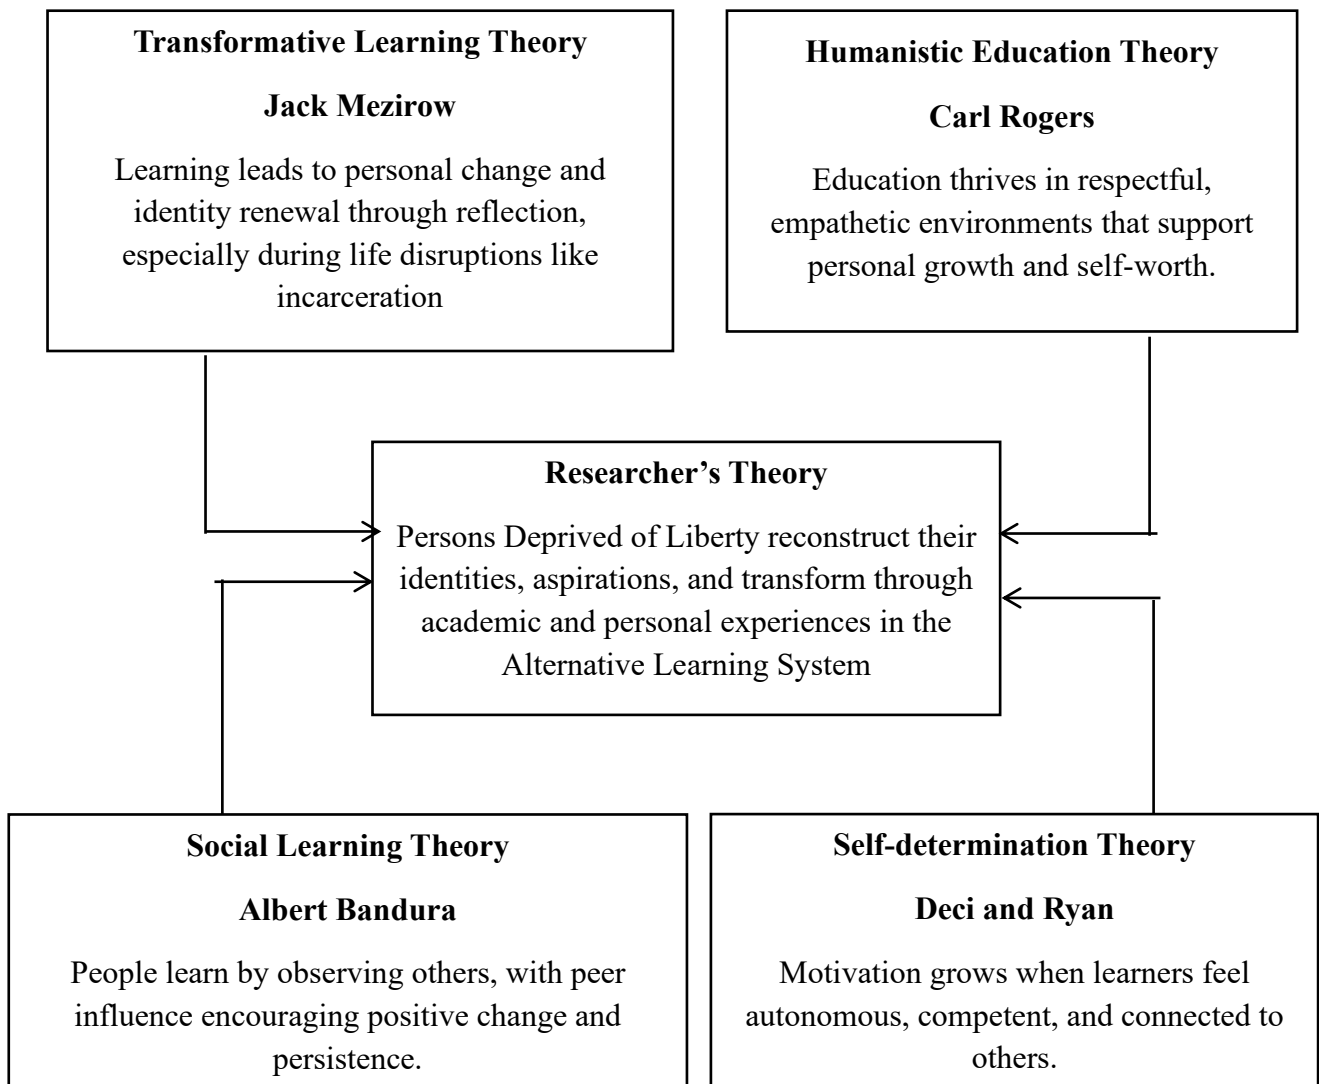 Transformative Learning Theory
Jack Mezirow
Learning leads to personal change and
identity renewal through reflection,
especially during life disruptions like
incarceration
Humanistic Education Theory
Carl Rogers
Education thrives in respectful,
empathetic environments that support
personal growth and self-worth.
Researcher’s Theory
Persons Deprived of Liberty reconstruct their
identities, aspirations, and transform through
academic and personal experiences in the
Alternative Learning System
Social Learning Theory
Albert Bandura
People learn by observing others, with peer
influence encouraging positive change and
persistence.
Self-determination Theory
Deci and Ryan
Motivation grows when learners feel
autonomous, competent, and connected to
others.